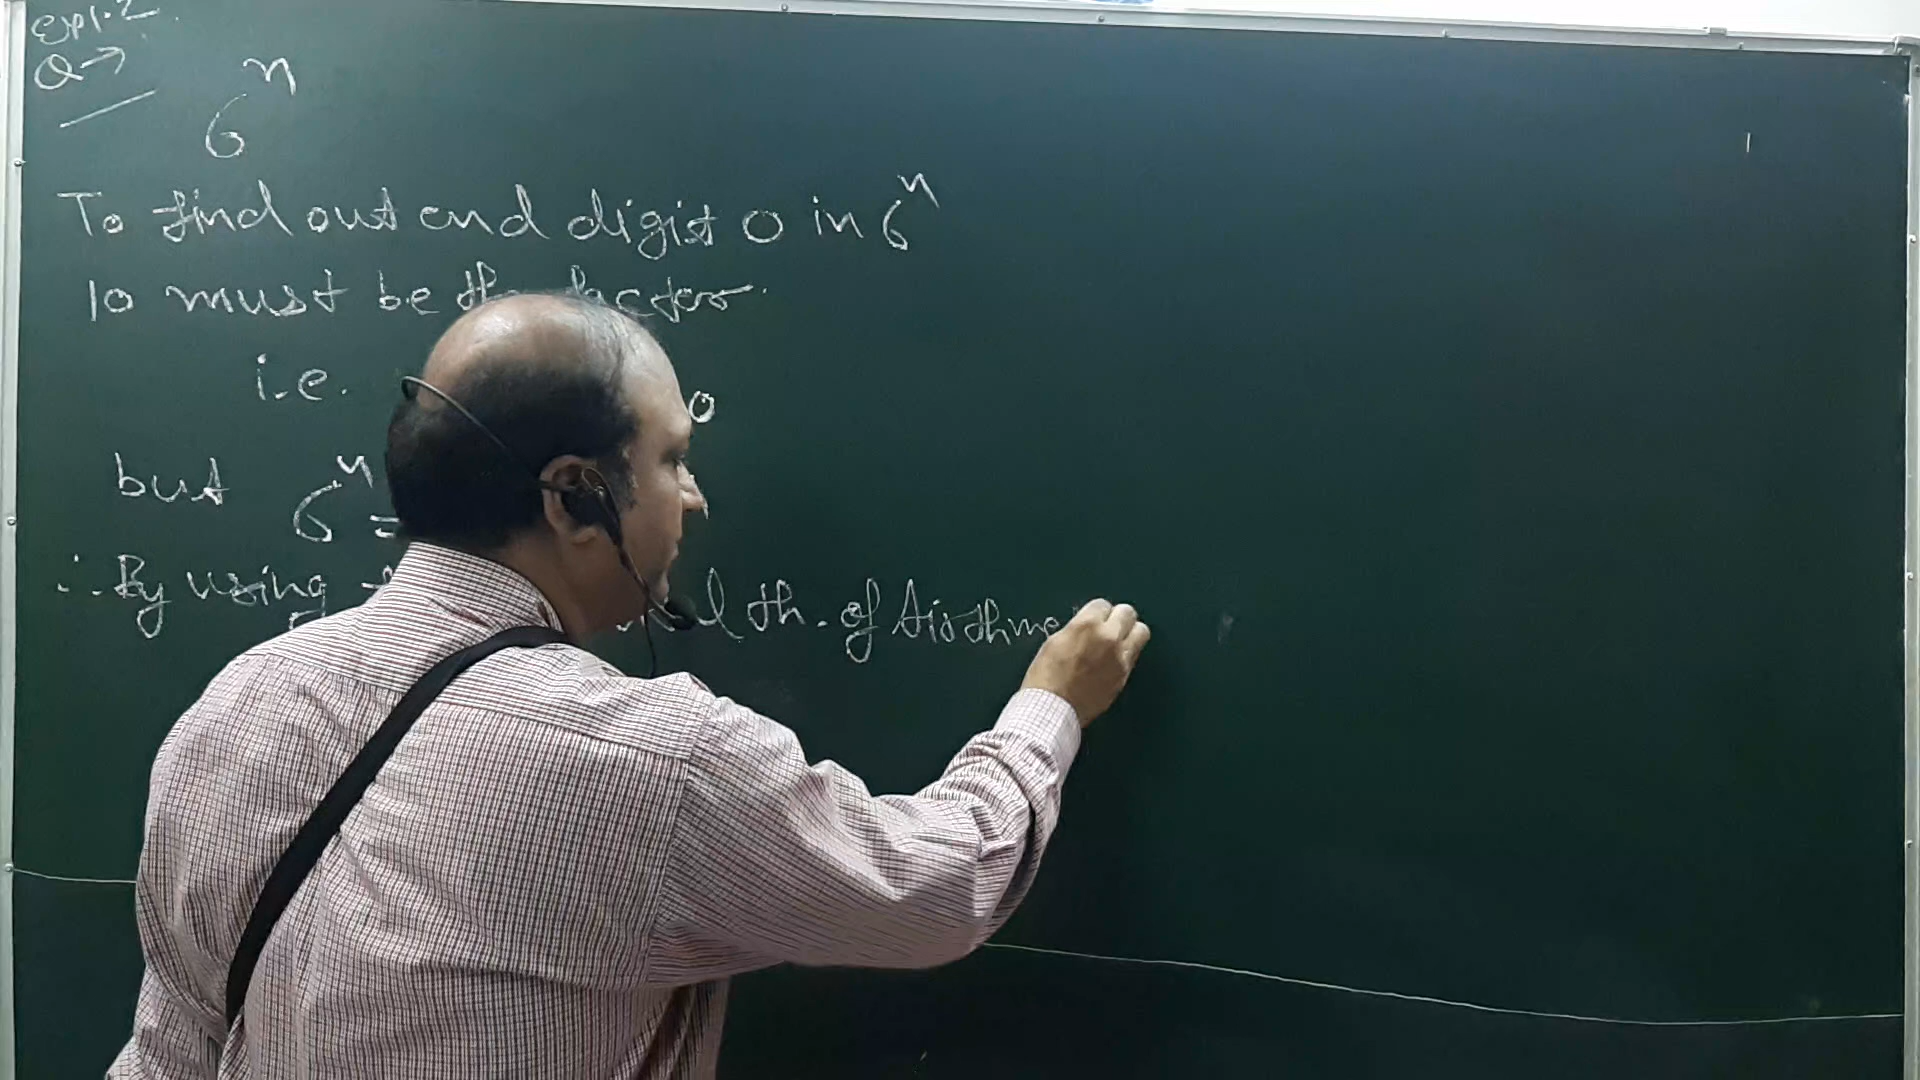 Expl.2
Q→
6ⁿ
To find out end digit 0 in 6ⁿ
10 must be the factor.
i.e. 0
but 6ⁿ =
∴ By using th. of Airthme